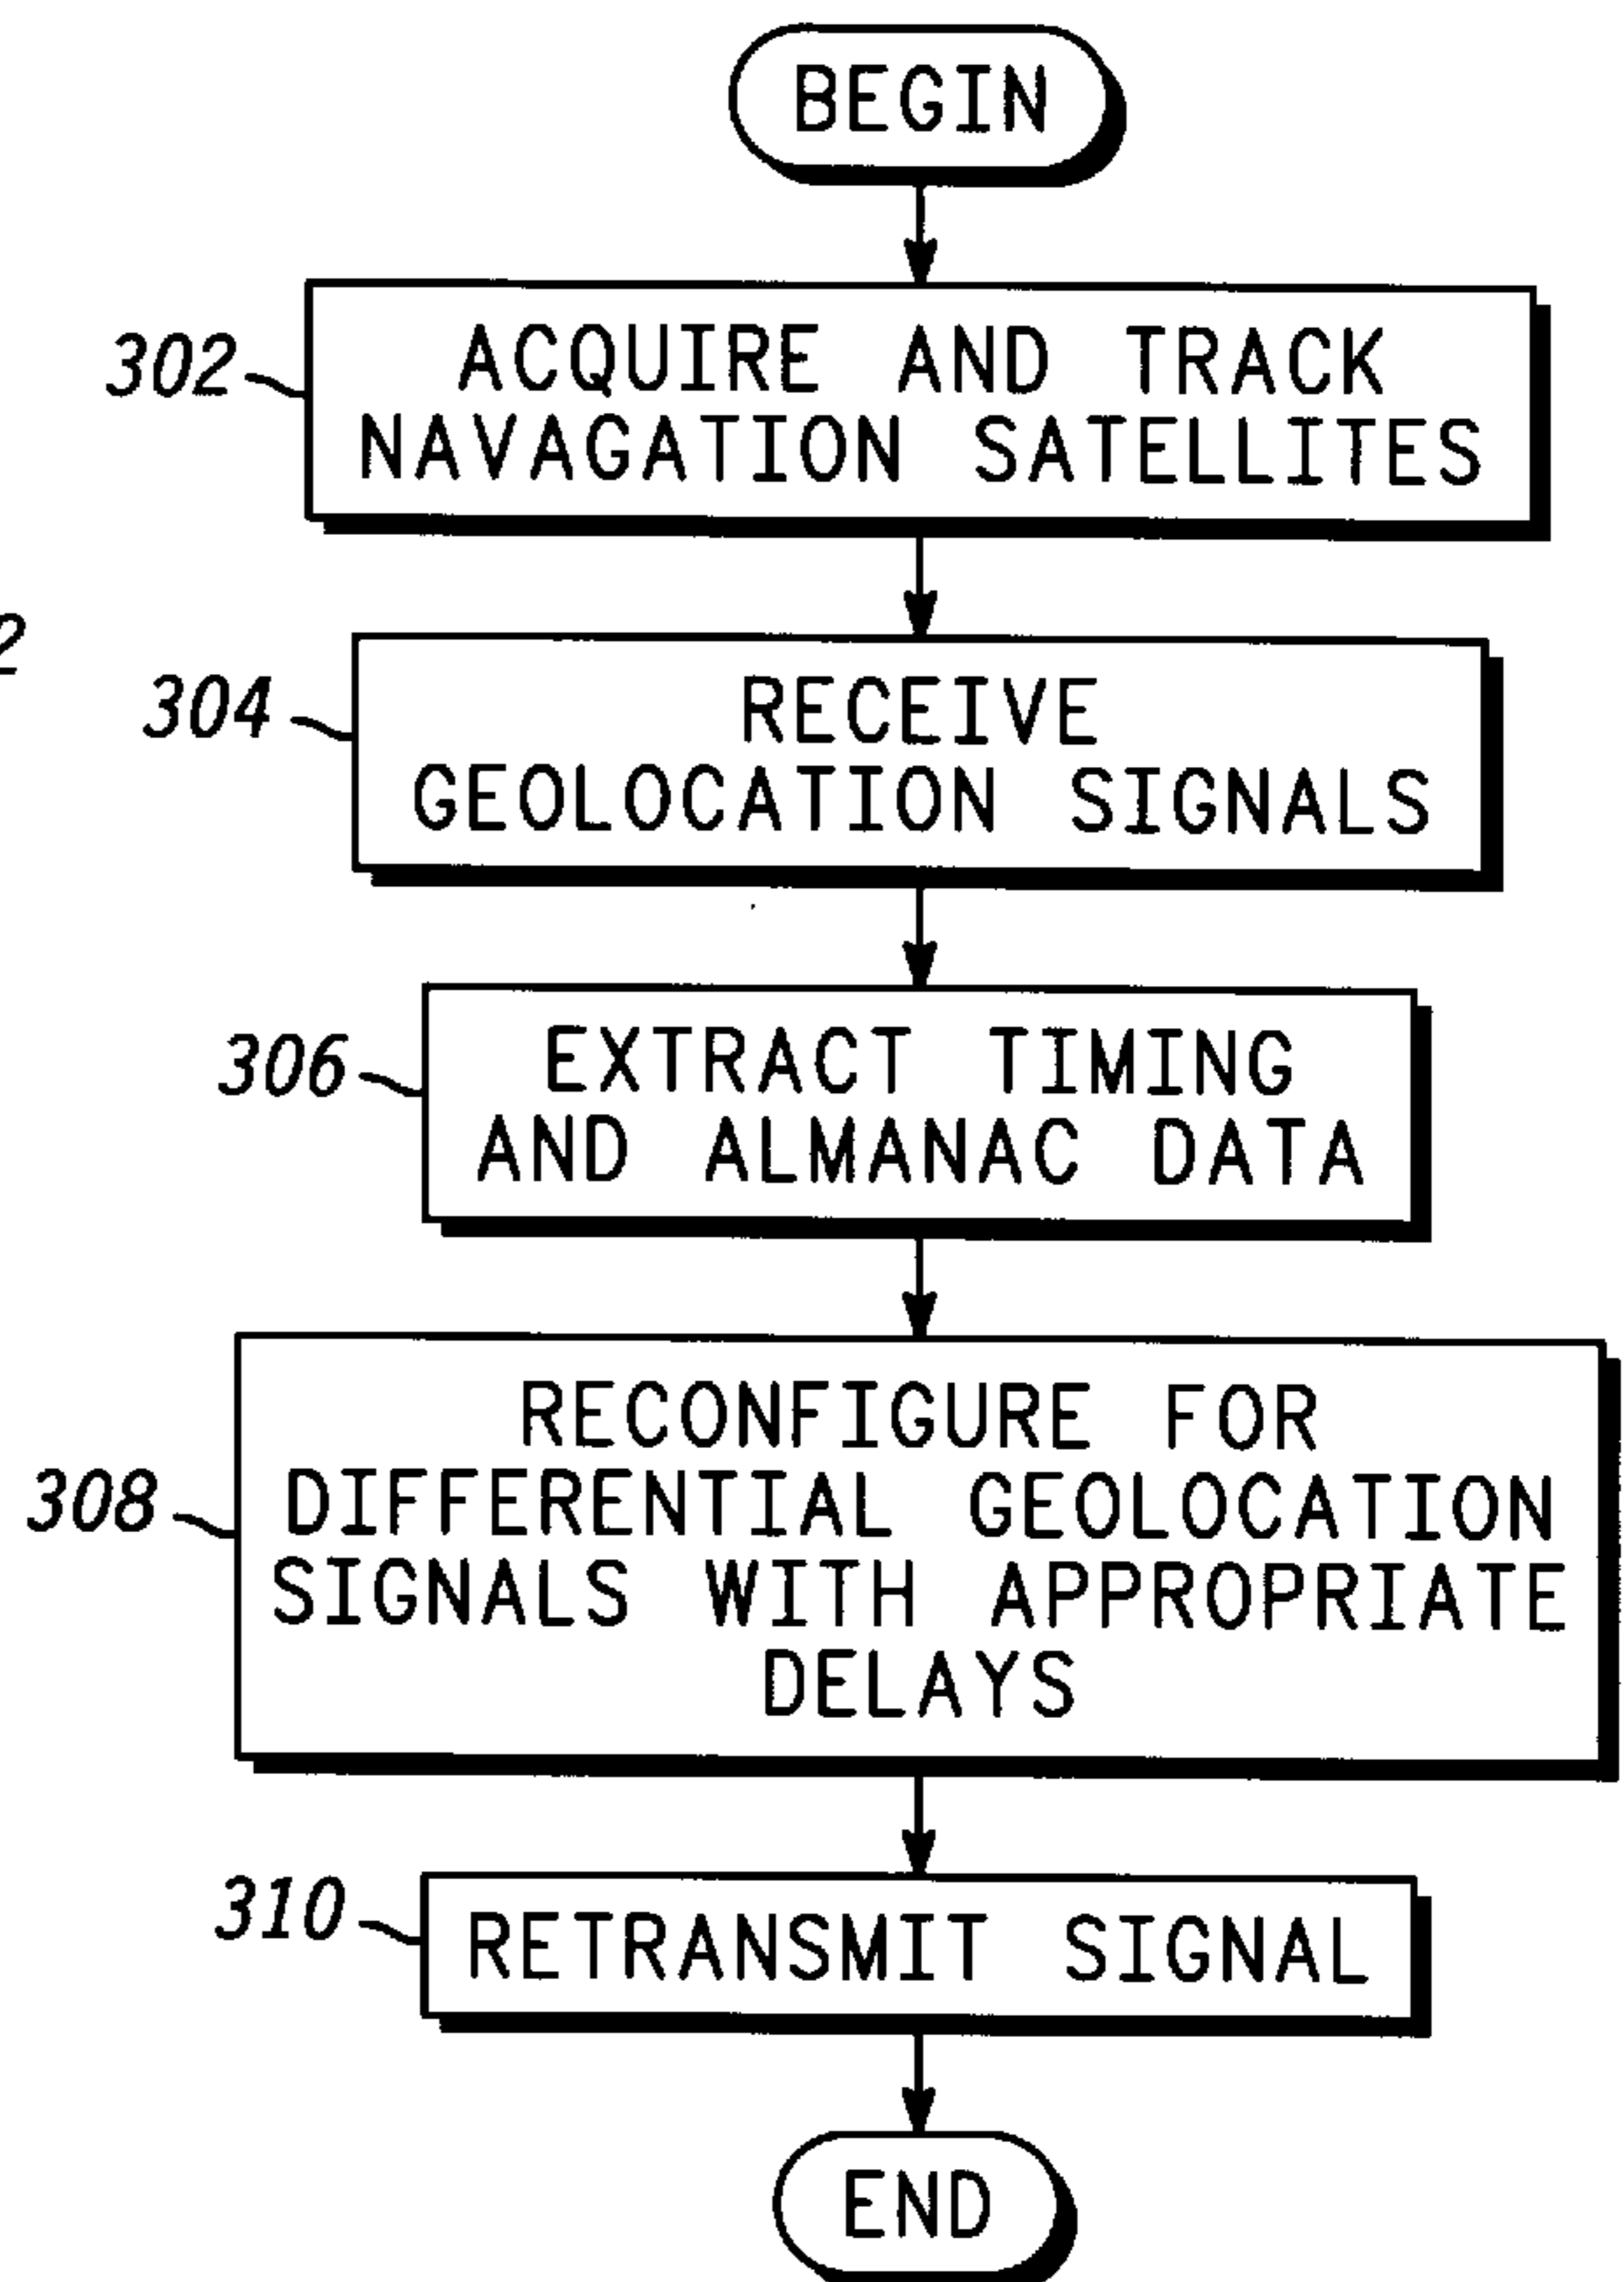 BEGIN
302
ACQUIRE AND TRACK
NAVAGATION SATELLITES
2
304
RECEIVE
GEOLOCATION SIGNALS
306
EXTRACT TIMING
AND ALMANAC DATA
308
RECONFIGURE FOR
DIFFERENTIAL GEOLOCATION
SIGNALS WITH APPROPRIATE
DELAYS
310
RETRANSMIT SIGNAL
END